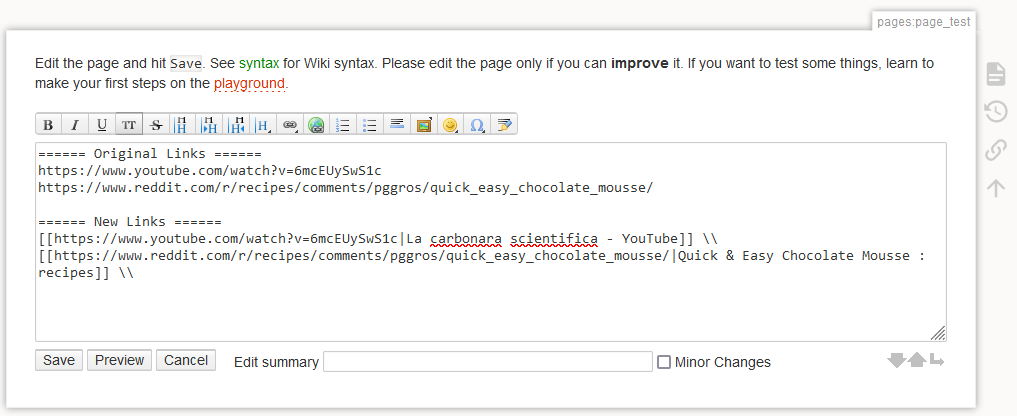 pages:page_test
Edit the page and hit Save. See syntax for Wiki syntax. Please edit the page only if you can improve it. If you want to test some things, learn to
make your first steps on the playground.
B I U TT S H H H H
====== Original Links ======
https://www.youtube.com/watch?v=6mcEUySwS1c
https://www.reddit.com/r/recipes/comments/pggros/quick_easy_chocolate_mousse/
====== New Links ======
[[https://www.youtube.com/watch?v=6mcEUySwS1c|La carbonara scientifica - YouTube]] \\
[[https://www.reddit.com/r/recipes/comments/pggros/quick_easy_chocolate_mousse/|Quick & Easy Chocolate Mousse :
recipes]] \\
Save Preview Cancel Edit summary Minor Changes